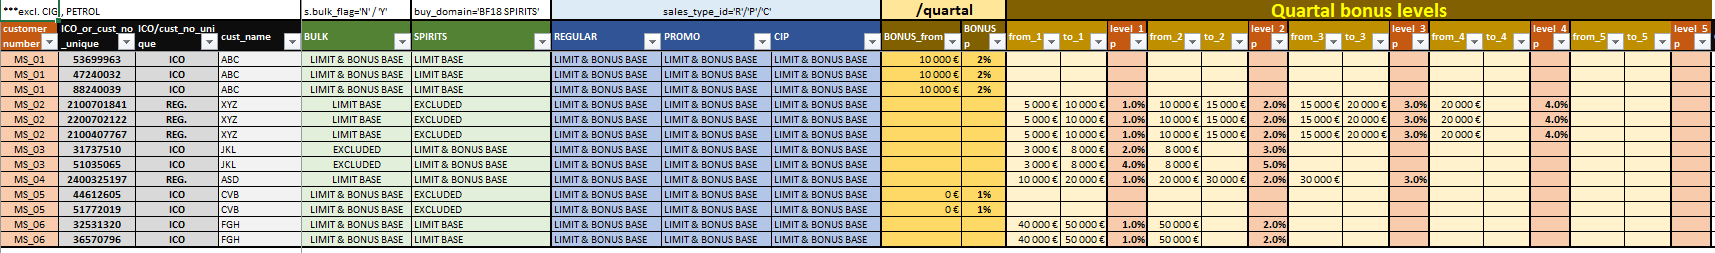 ***excl. CIG, PETROL s.bulk_flag='N' / 'Y' buy_domain='BF18 SPIRITS' sales_type_id='R'/'P'/'C' /quartal Quartal bonus levels
customer number ICO_or_cust_no_unique ICO/cust_no_unique cust_name BULK SPIRITS REGULAR PROMO CIP BONUS_from BONUS p from_1 to_1 level_1 p from_2 to_2 level_2 p from_3 to_3 level_3 p from_4 to_4 level_4 p from_5 to_5 level_5 p
MS_01 53699963 ICO ABC LIMIT & BONUS BASE LIMIT BASE LIMIT & BONUS BASE LIMIT & BONUS BASE LIMIT & BONUS BASE 10 000 € 2%
MS_01 47240032 ICO ABC LIMIT & BONUS BASE LIMIT BASE LIMIT & BONUS BASE LIMIT & BONUS BASE LIMIT & BONUS BASE 10 000 € 2%
MS_01 88240039 ICO ABC LIMIT & BONUS BASE LIMIT BASE LIMIT & BONUS BASE LIMIT & BONUS BASE LIMIT & BONUS BASE 10 000 € 2%
MS_02 2100701841 REG. XYZ LIMIT BASE EXCLUDED LIMIT & BONUS BASE LIMIT & BONUS BASE LIMIT & BONUS BASE 5 000 € 10 000 € 1.0% 10 000 € 15 000 € 2.0% 15 000 € 20 000 € 3.0% 20 000 € 4.0%
MS_02 2200702122 REG. XYZ LIMIT BASE EXCLUDED LIMIT & BONUS BASE LIMIT & BONUS BASE LIMIT & BONUS BASE 5 000 € 10 000 € 1.0% 10 000 € 15 000 € 2.0% 15 000 € 20 000 € 3.0% 20 000 € 4.0%
MS_02 2100407767 REG. XYZ LIMIT BASE EXCLUDED LIMIT & BONUS BASE LIMIT & BONUS BASE LIMIT & BONUS BASE 5 000 € 10 000 € 1.0% 10 000 € 15 000 € 2.0% 15 000 € 20 000 € 3.0% 20 000 € 4.0%
MS_03 31737510 ICO JKL EXCLUDED LIMIT & BONUS BASE LIMIT & BONUS BASE LIMIT & BONUS BASE LIMIT & BONUS BASE 3 000 € 8 000 € 2.0% 8 000 € 3.0%
MS_03 51035065 ICO JKL EXCLUDED LIMIT & BONUS BASE LIMIT & BONUS BASE LIMIT & BONUS BASE LIMIT & BONUS BASE 3 000 € 8 000 € 4.0% 8 000 € 5.0%
MS_04 2400325197 REG. ASD LIMIT BASE LIMIT & BONUS BASE LIMIT & BONUS BASE LIMIT & BONUS BASE LIMIT & BONUS BASE 10 000 € 20 000 € 1.0% 20 000 € 30 000 € 2.0% 30 000 € 3.0%
MS_05 44612605 ICO CVB LIMIT & BONUS BASE EXCLUDED LIMIT & BONUS BASE LIMIT & BONUS BASE LIMIT & BONUS BASE 0 € 1%
MS_05 51772019 ICO CVB LIMIT & BONUS BASE EXCLUDED LIMIT & BONUS BASE LIMIT & BONUS BASE LIMIT & BONUS BASE 0 € 1%
MS_06 32531320 ICO FGH LIMIT & BONUS BASE LIMIT BASE LIMIT & BONUS BASE LIMIT & BONUS BASE LIMIT & BONUS BASE 40 000 € 50 000 € 1.0% 50 000 € 2.0%
MS_06 36570796 ICO FGH LIMIT & BONUS BASE LIMIT BASE LIMIT & BONUS BASE LIMIT & BONUS BASE LIMIT & BONUS BASE 40 000 € 50 000 € 1.0% 50 000 € 2.0%